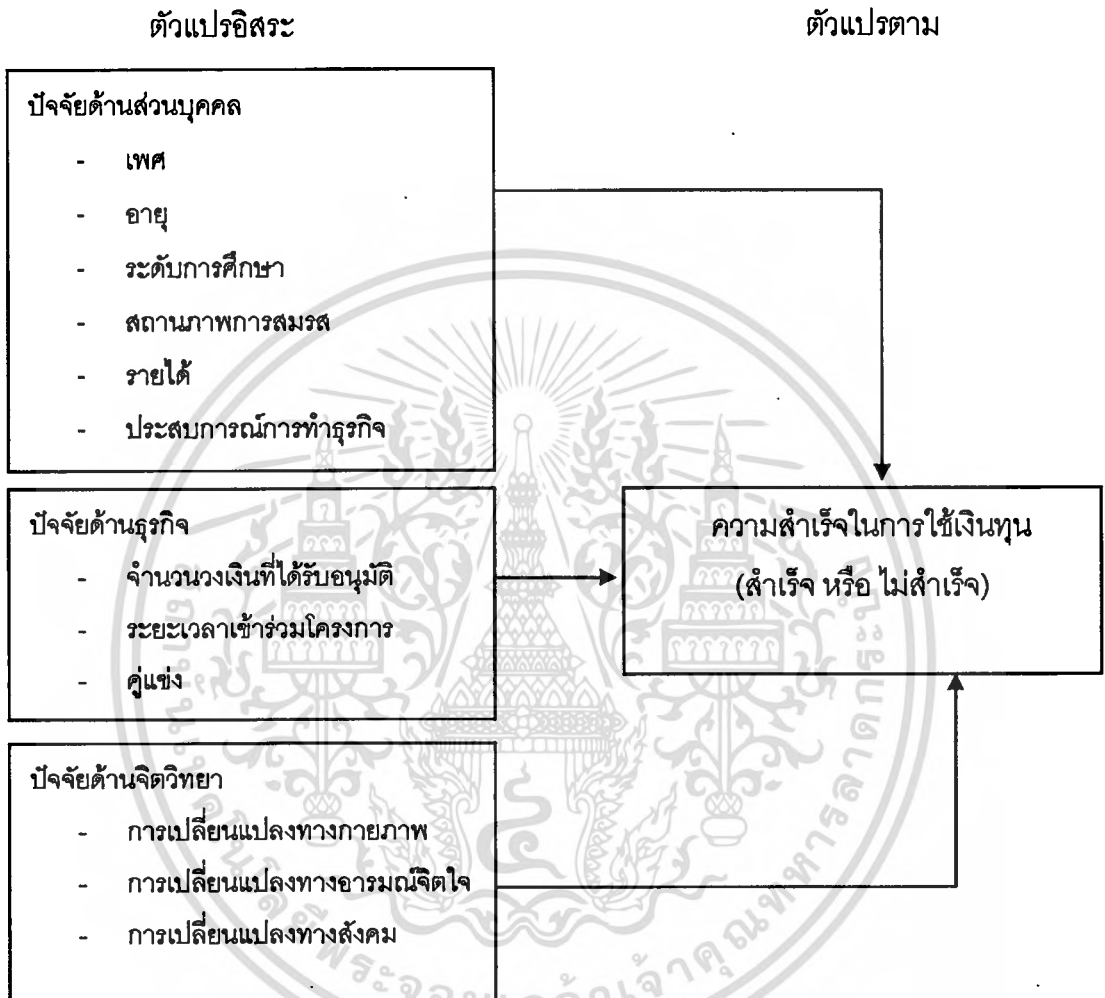 ตัวแปรอิสระ
ตัวแปรตาม
ปัจจัยด้านส่วนบุคคล
- เพศ
- อายุ
- ระดับการศึกษา
- สถานภาพการสมรส
- รายได้
- ประสบการณ์การทำธุรกิจ
ปัจจัยด้านธุรกิจ
- จำนวนวงเงินที่ได้รับอนุมัติ
- ระยะเวลาเข้าร่วมโครงการ
- คู่แข่ง
ความสำเร็จในการใช้เงินทุน
(สำเร็จ หรือ ไม่สำเร็จ)
ปัจจัยด้านจิตวิทยา
- การเปลี่ยนแปลงทางกายภาพ
- การเปลี่ยนแปลงทางอารมณ์จิตใจ
- การเปลี่ยนแปลงทางสังคม